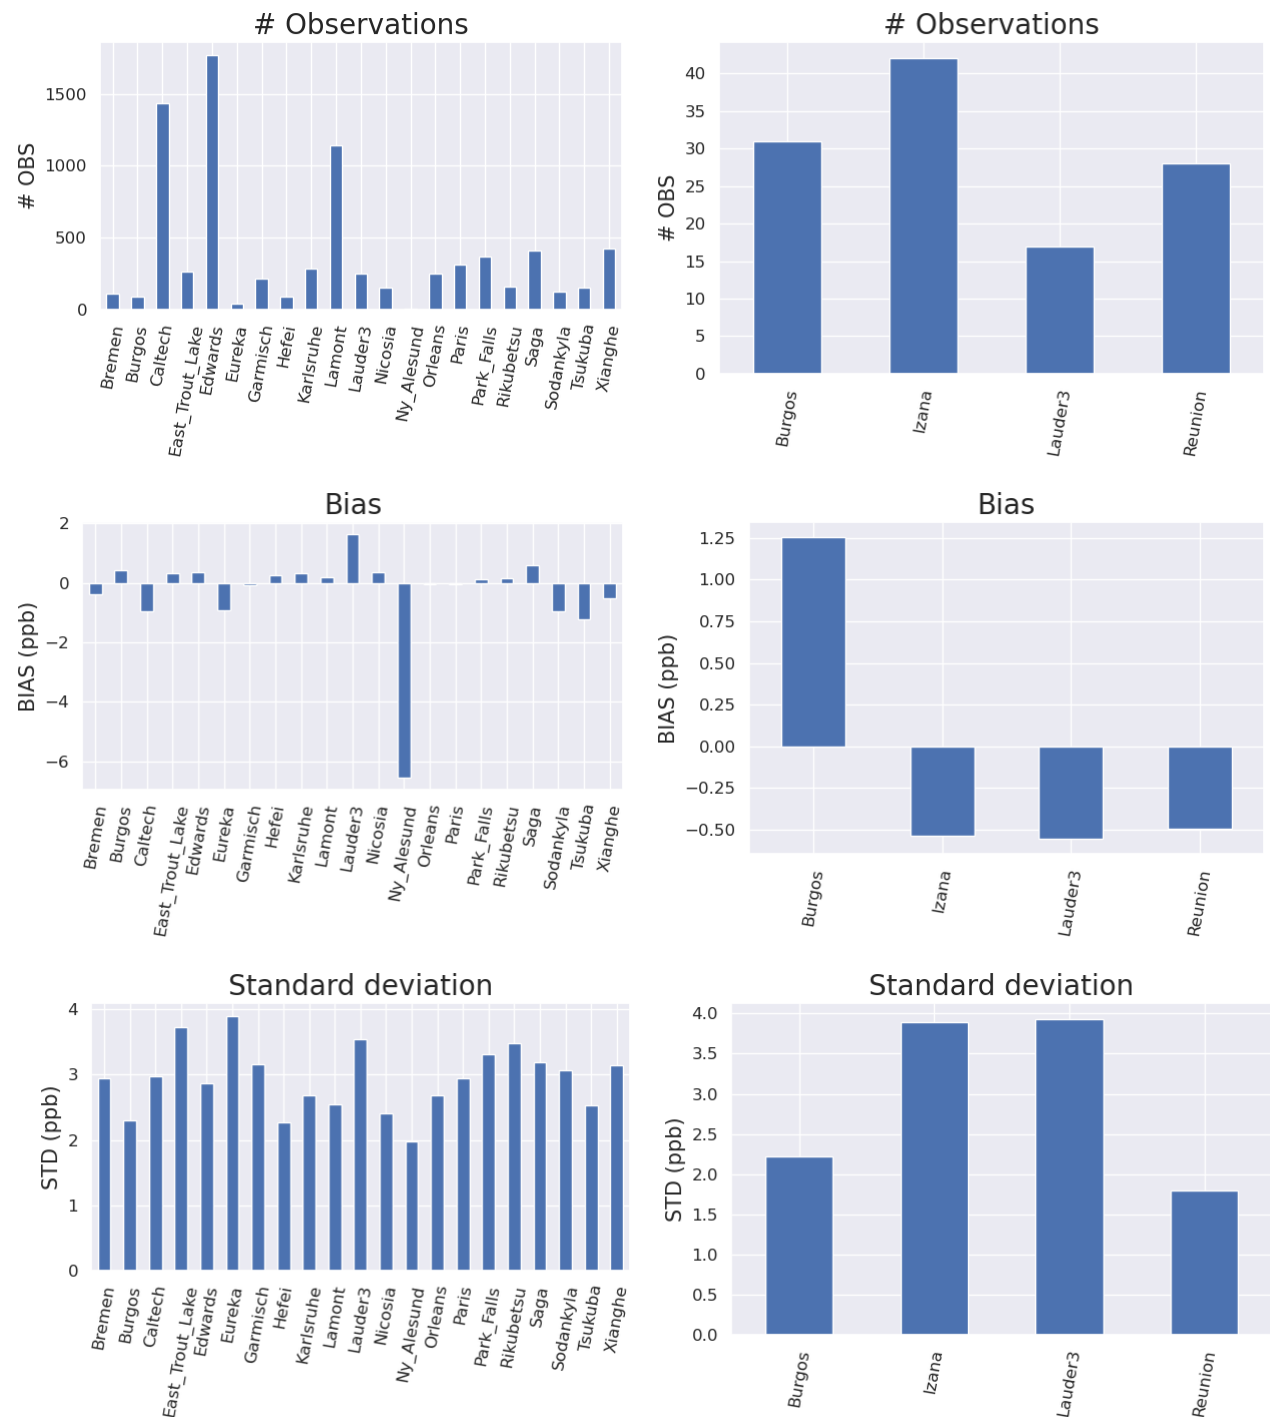 # Observations
# OBS
1500
1000
500
0
Bremen
Burgos
Caltech
East_Trout_Lake
Edwards
Eureka
Garmisch
Hefei
Karlsruhe
Lamont
Lauder3
Nicosia
Ny_Alesund
Orleans
Paris
Park_Falls
Rikubetsu
Saga
Sodankyla
Tsukuba
Xianghe
# Observations
# OBS
40
35
30
25
20
15
10
5
0
Burgos
Izana
Lauder3
Reunion
Bias
BIAS (ppb)
2
0
−2
−4
−6
Bremen
Burgos
Caltech
East_Trout_Lake
Edwards
Eureka
Garmisch
Hefei
Karlsruhe
Lamont
Lauder3
Nicosia
Ny_Alesund
Orleans
Paris
Park_Falls
Rikubetsu
Saga
Sodankyla
Tsukuba
Xianghe
Bias
BIAS (ppb)
1.25
1.00
0.75
0.50
0.25
0.00
−0.25
−0.50
Burgos
Izana
Lauder3
Reunion
Standard deviation
STD (ppb)
4
3
2
1
0
Bremen
Burgos
Caltech
East_Trout_Lake
Edwards
Eureka
Garmisch
Hefei
Karlsruhe
Lamont
Lauder3
Nicosia
Ny_Alesund
Orleans
Paris
Park_Falls
Rikubetsu
Saga
Sodankyla
Tsukuba
Xianghe
Standard deviation
STD (ppb)
4.0
3.5
3.0
2.5
2.0
1.5
1.0
0.5
0.0
Burgos
Izana
Lauder3
Reunion